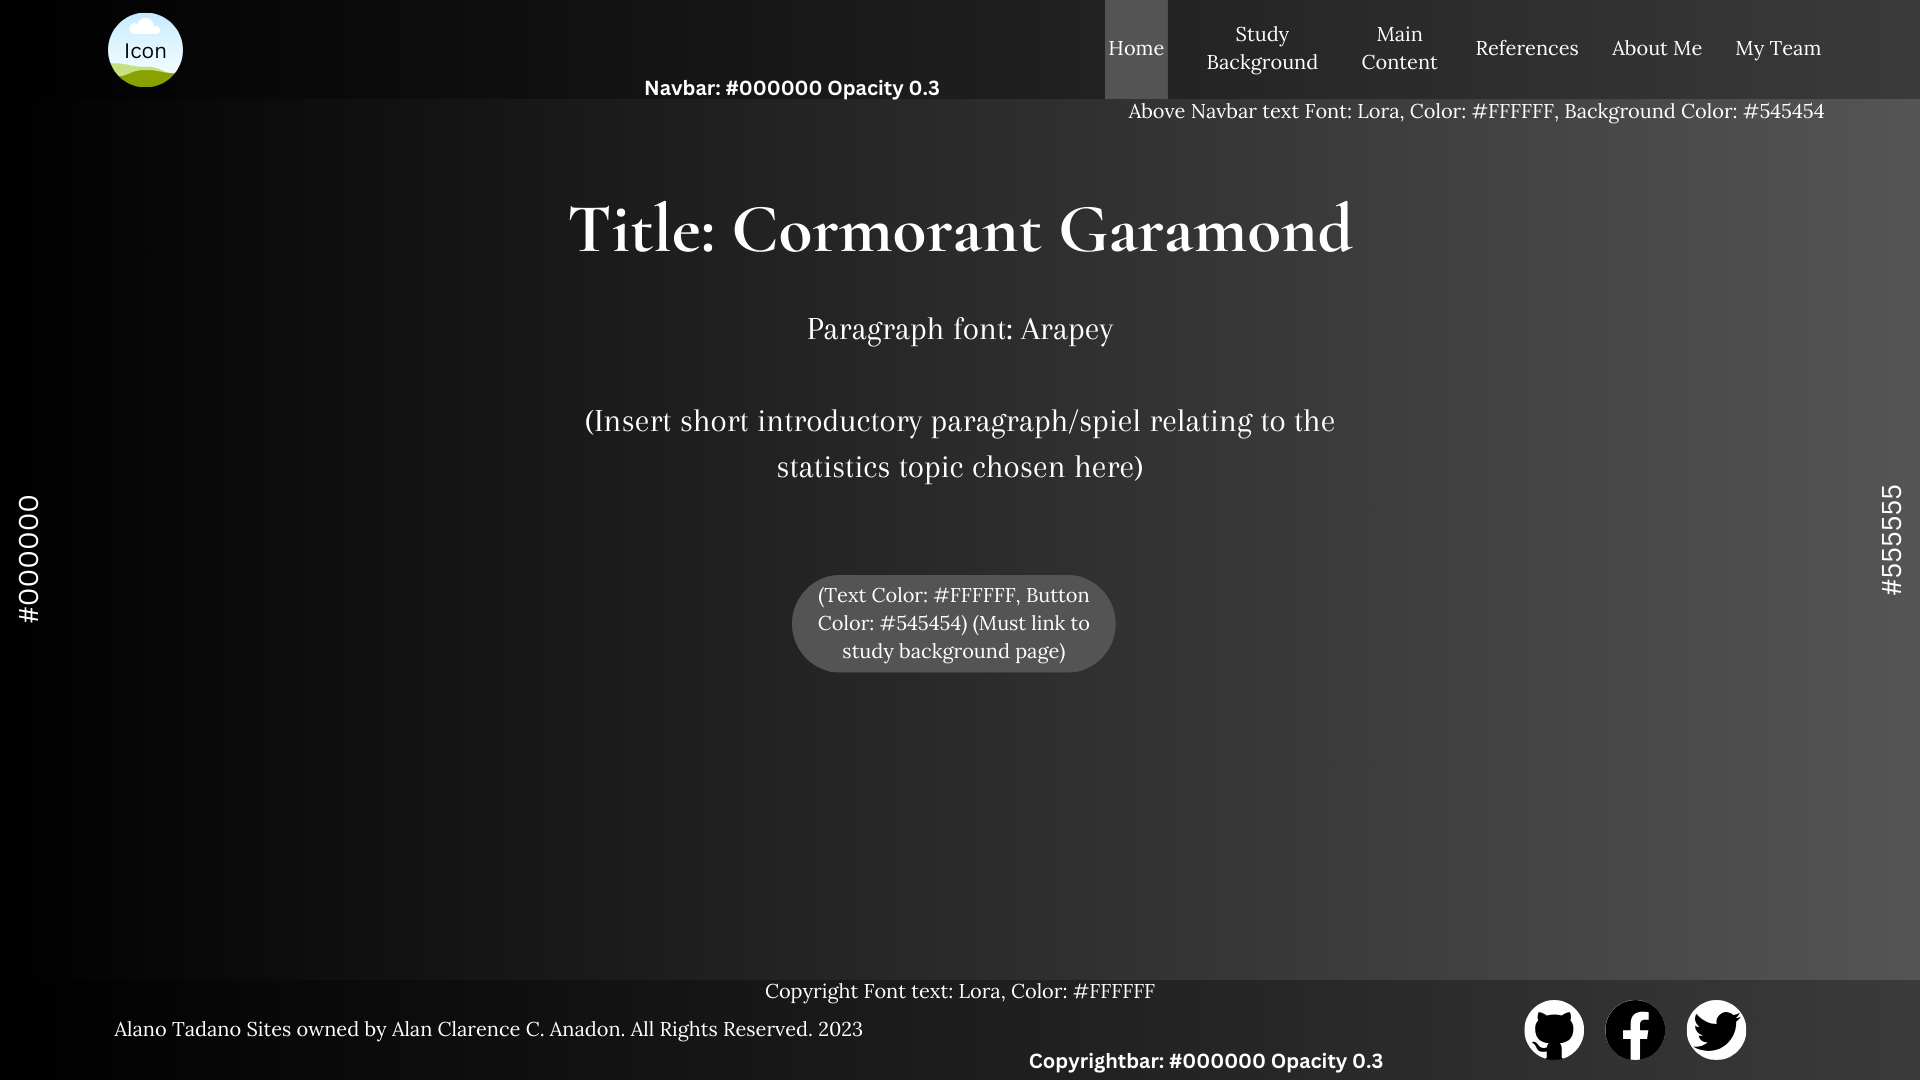 Icon
Home
Study
Background
Main
Content
References
About Me
My Team
Navbar: #000000 Opacity 0.3
Above Navbar text Font: Lora, Color: #FFFFFF, Background Color: #545454
Title: Cormorant Garamond
Paragraph font: Arapey
(Insert short introductory paragraph/spiel relating to the
statistics topic chosen here)
#000000
#555555
(Text Color: #FFFFFF, Button
Color: #545454) (Must link to
study background page)
Copyright Font text: Lora, Color: #FFFFFF
Alano Tadano Sites owned by Alan Clarence C. Anadon. All Rights Reserved. 2023
Copyrightbar: #000000 Opacity 0.3